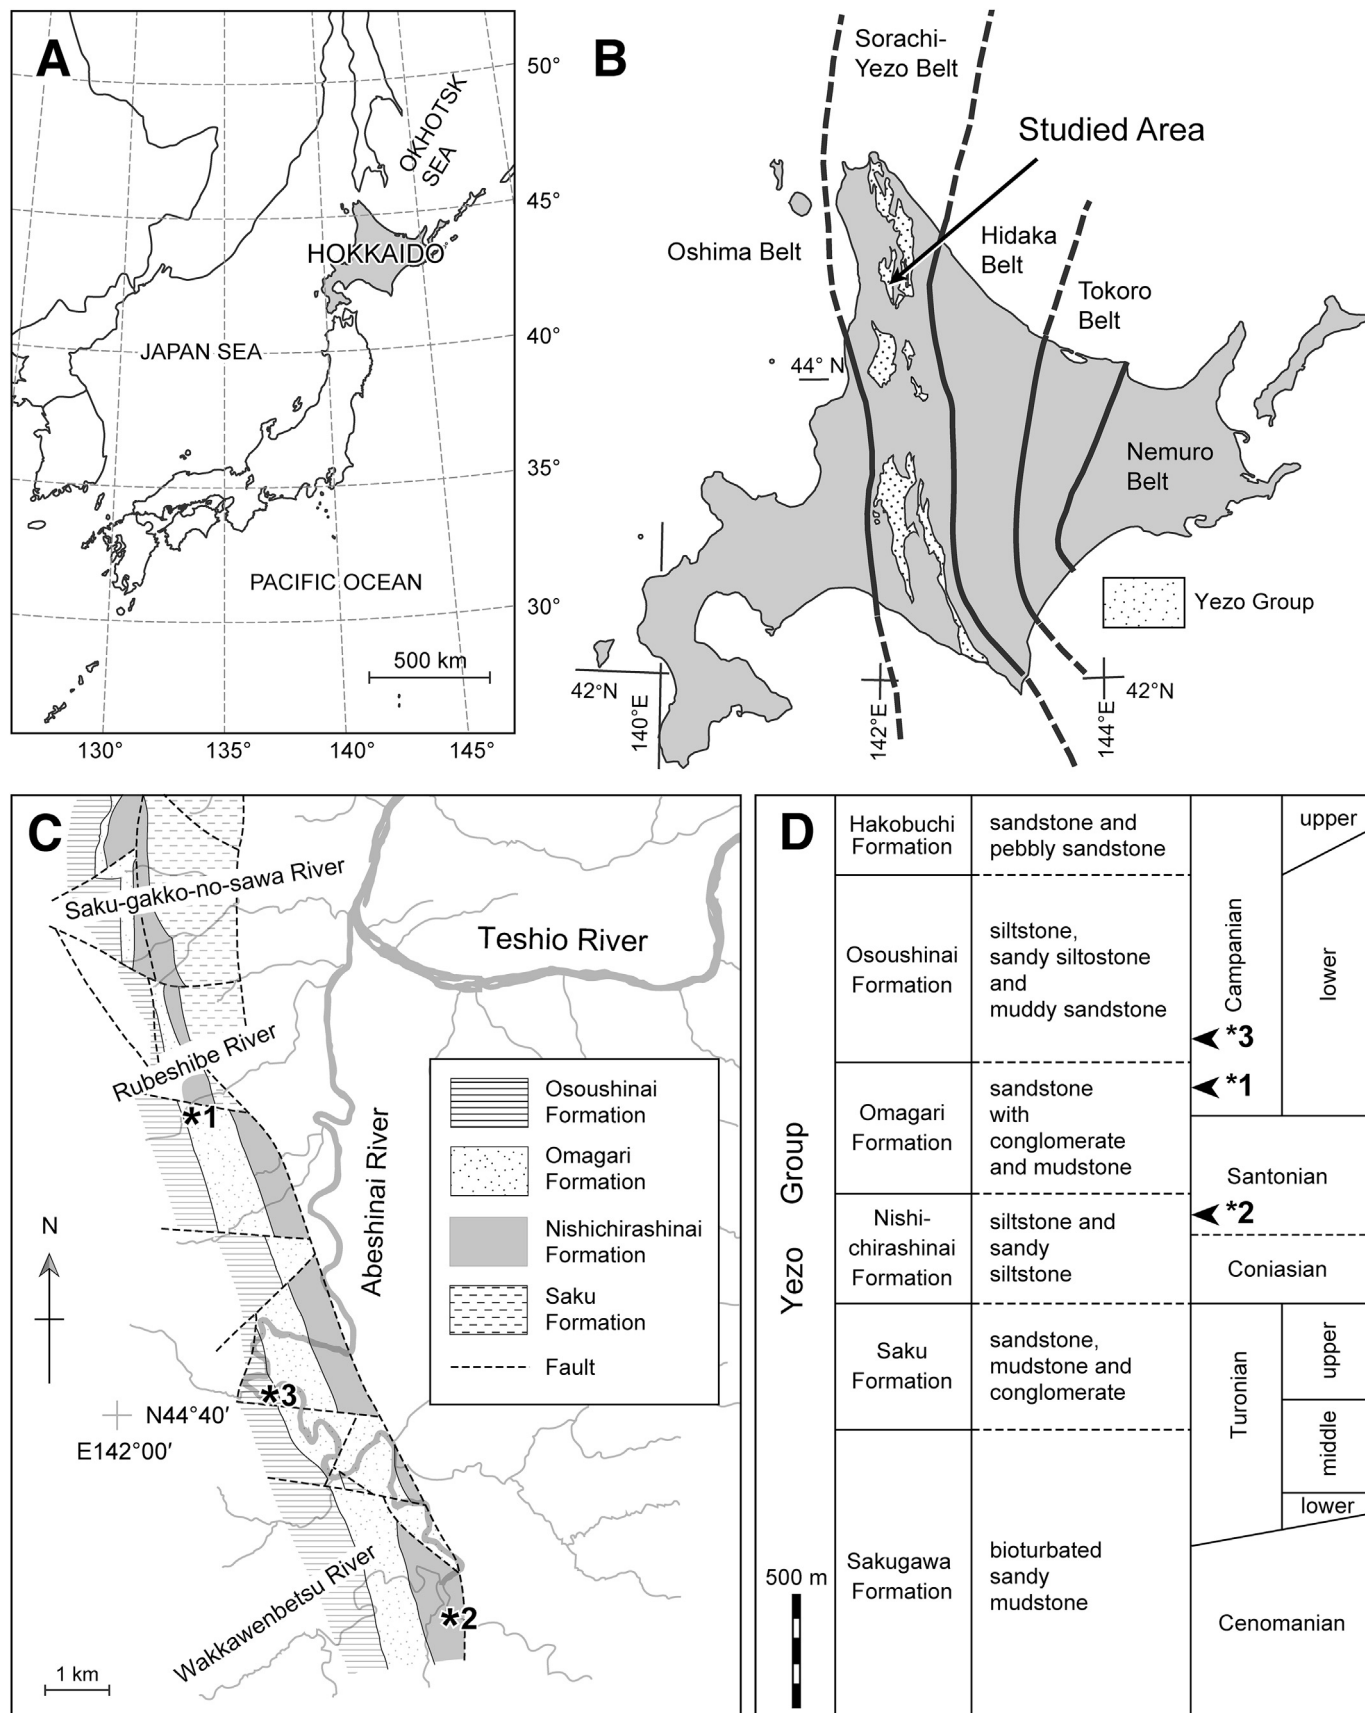 A
50°
OKHOTSK
SEA
45°
HOKKAIDO
40°
JAPAN SEA
35°
PACIFIC OCEAN
30°
500 km
130°
135°
140°
145°
B
Sorachi-
Yezo Belt
Studied Area
Oshima Belt
Hidaka
Belt
Tokoro
Belt
44° N
Nemuro
Belt
Yezo Group
42°N
140°E
142°E
144°E
42°N
C
Saku-gakko-no-sawa River
Teshio River
Rubeshibe River
*1
Abeshinai River
Osoushinai
Formation
Omagari
Formation
Nishichirashinai
Formation
Saku
Formation
Fault
N
*3
N44°40′
E142°00′
Wakkawenbetsu River
*2
1 km
D
Yezo Group
500 m
Hakobuchi
Formation
sandstone and
pebbly sandstone
upper
Osoushinai
Formation
siltstone,
sandy siltostone
and
muddy sandstone
Campanian
lower
*3
Omagari
Formation
sandstone
with
conglomerate
and mudstone
*1
Santonian
*2
Nishi-
chirashinai
Formation
siltstone and
sandy
siltstone
Coniasian
Saku
Formation
sandstone,
mudstone and
conglomerate
Turonian
upper
middle
lower
Sakugawa
Formation
bioturbated
sandy
mudstone
Cenomanian